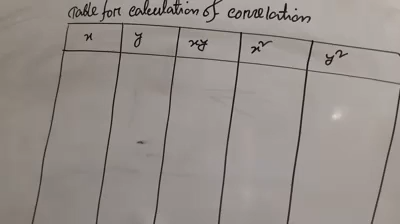 Table for calculation of correlation
x y xy x² y²